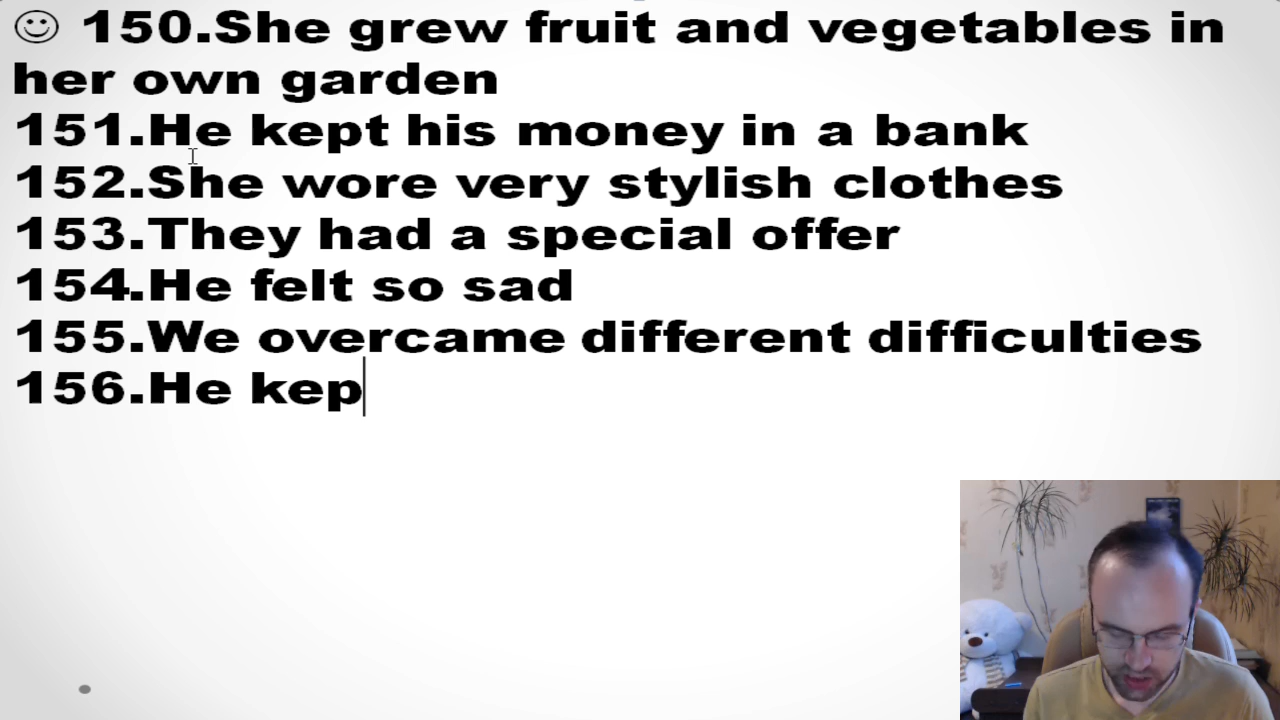 ☺ 150.She grew fruit and vegetables in
her own garden
151.He kept his money in a bank
152.She wore very stylish clothes
153.They had a special offer
154.He felt so sad
155.We overcame different difficulties
156.He kep